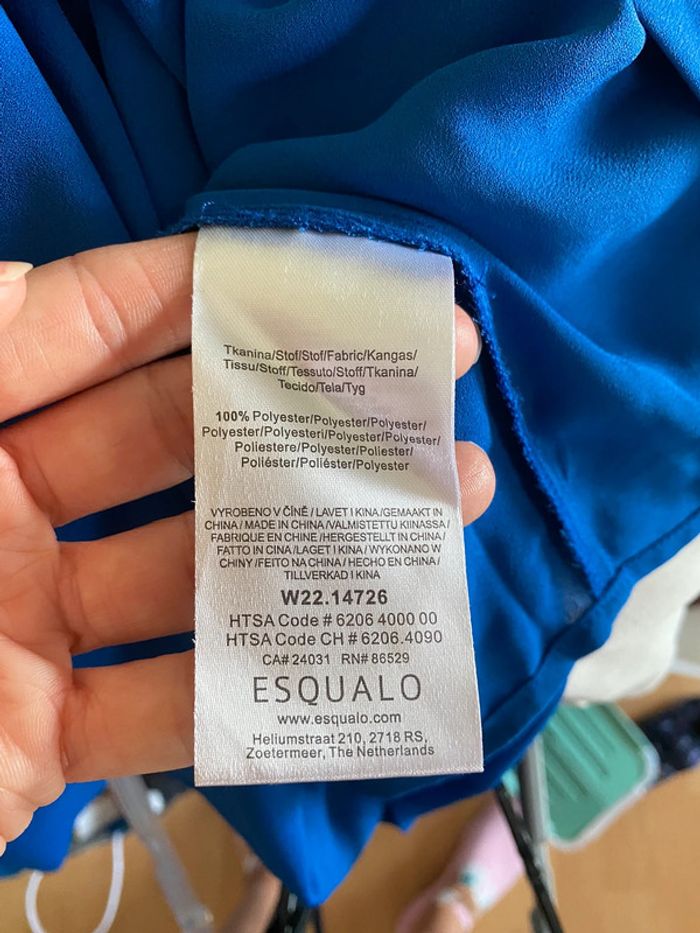 Tkanina/Stof/Stof/Fabric/Kangas/
Tissu/Stoff/Tessuto/Stoff/Tkanina/
Tecido/Tela/Tyg
100% Polyester/Polyester/Polyester/
Polyester/Polyesteri/Polyester/Polyester/
Poliestere/Polyester/Poliester/
Poliéster/Poliéster/Polyester
VYROBENO V ČÍNĚ / LAVET I KINA /GEMAAKT IN
CHINA / MADE IN CHINA /VALMISTETTU KIINASSA /
FABRIQUE EN CHINE /HERGESTELLT IN CHINA /
FATTO IN CINA /LAGET I KINA / WYKONANO W
CHINY /FEITO NA CHINA / HECHO EN CHINA /
TILLVERKAD I KINA
W22.14726
HTSA Code # 6206 4000 00
HTSA Code CH # 6206.4090
CA# 24031 RN# 86529
ESQUALO
www.esqualo.com
Heliumstraat 210, 2718 RS,
Zoetermeer, The Netherlands